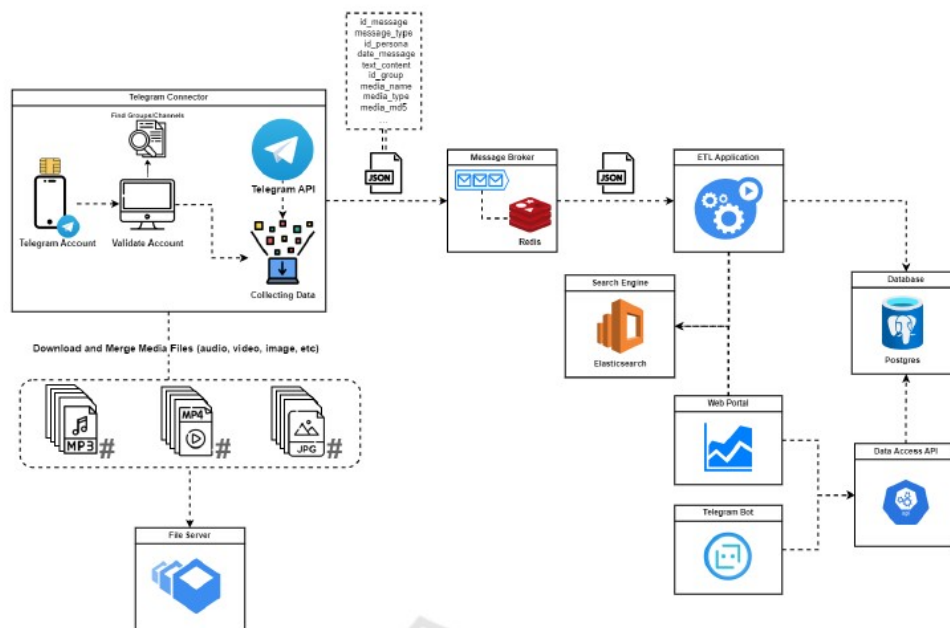 id_message
message_type
id_persona
date_message
text_content
id_group
media_name
media_type
media_md5
...
Telegram Connector
Find Groups/Channels
Telegram API
Telegram Account
Validate Account
Collecting Data
JSON
Message Broker
Redis
JSON
ETL Application
Search Engine
Elasticsearch
Database
Postgres
Download and Merge Media Files (audio, video, image, etc)
MP3
#
MP4
#
JPG
#
Web Portal
Data Access API
api
Telegram Bot
File Server